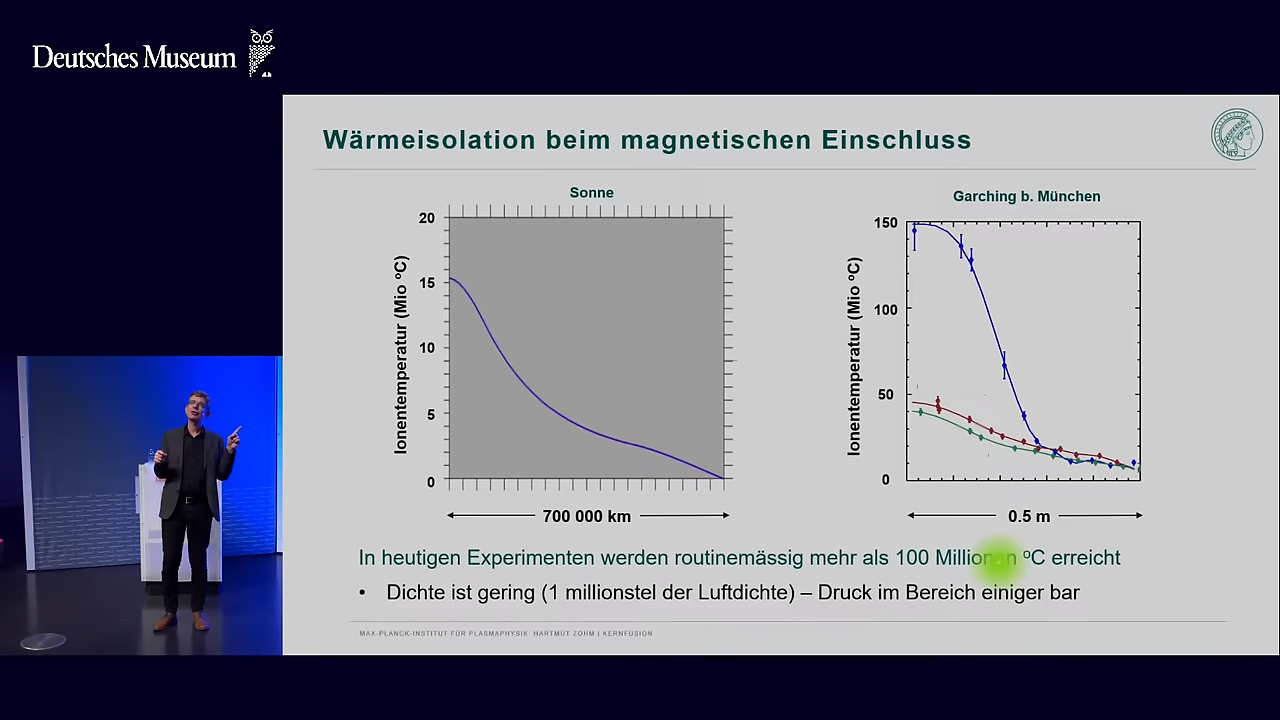 Deutsches Museum
Wärmeisolation beim magnetischen Einschluss
Sonne
20
15
10
5
0
Ionentemperatur (Mio ºC)
700 000 km
Garching b. München
150
100
50
0
Ionentemperatur (Mio ºC)
0.5 m
In heutigen Experimenten werden routinemässig mehr als 100 Millionen ºC erreicht
• Dichte ist gering (1 millionstel der Luftdichte) – Druck im Bereich einiger bar
MAX-PLANCK-INSTITUT FÜR PLASMAPHYSIK HARTMUT ZOHM | KERNFUSION